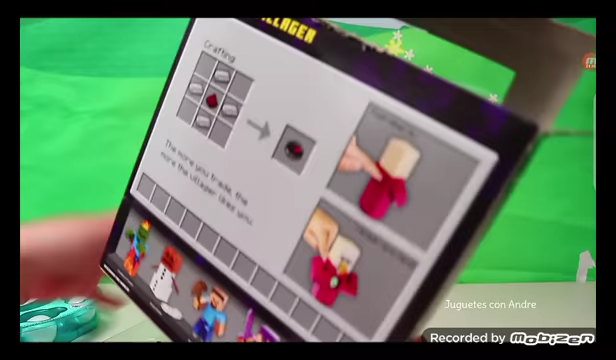 VILLAGER
Crafting
The more you trade, the
more the villager likes you.
Juguetes con Andre
Recorded by Mobizen